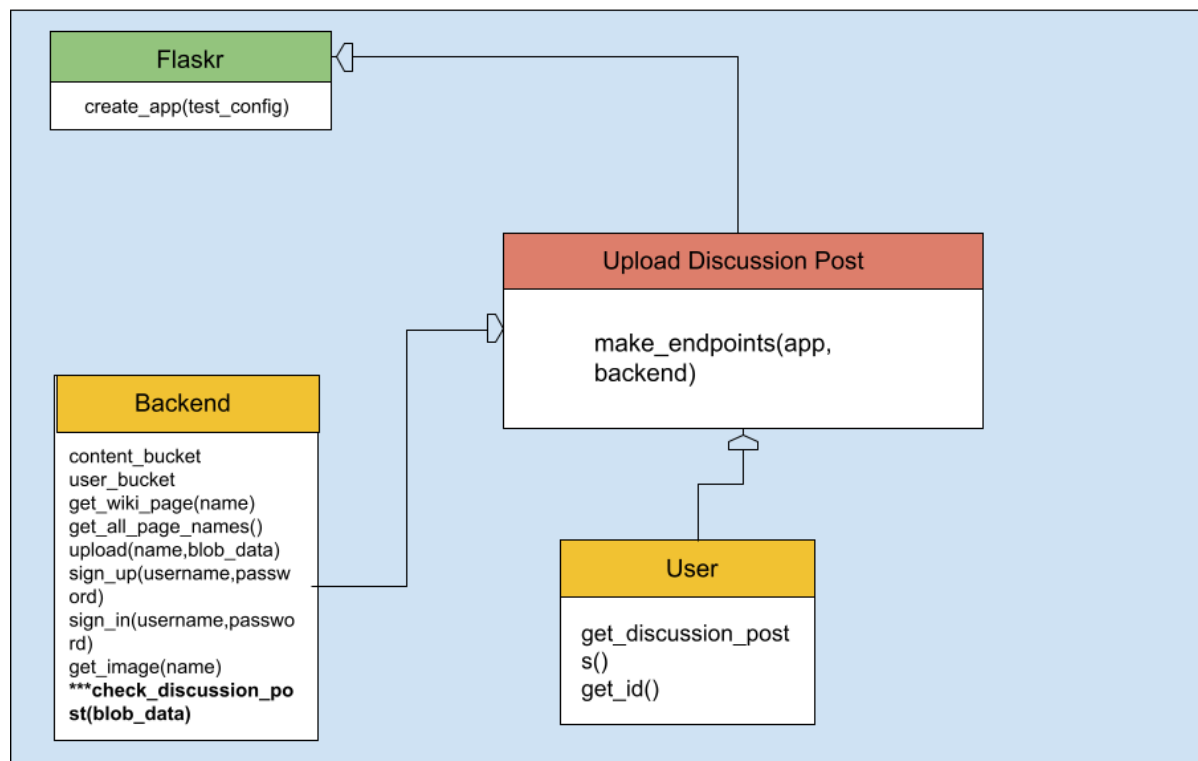 Flaskr
create_app(test_config)
Upload Discussion Post
make_endpoints(app,
backend)
Backend
content_bucket
user_bucket
get_wiki_page(name)
get_all_page_names()
upload(name,blob_data)
sign_up(username,passw
ord)
sign_in(username,passwo
rd)
get_image(name)
***check_discussion_po
st(blob_data)
User
get_discussion_post
s()
get_id()